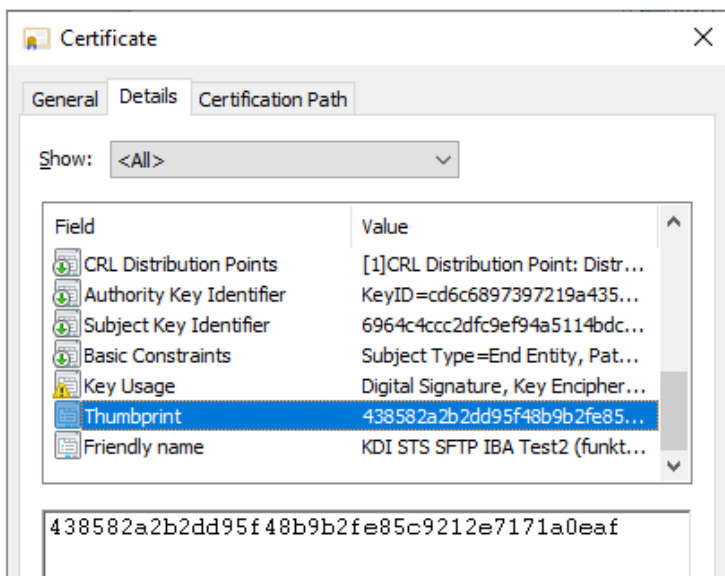 Certificate
General Details Certification Path
Show: <All>
Field Value
CRL Distribution Points [1]CRL Distribution Point: Distr...
Authority Key Identifier KeyID=cd6c6897397219a435...
Subject Key Identifier 6964c4ccc2dfc9ef94a5114bdc...
Basic Constraints Subject Type=End Entity, Pat...
Key Usage Digital Signature, Key Encipher...
Thumbprint 438582a2b2dd95f48b9b2fe85...
Friendly name KDI STS SFTP IBA Test2 (funkt...
438582a2b2dd95f48b9b2fe85c9212e7171a0eaf